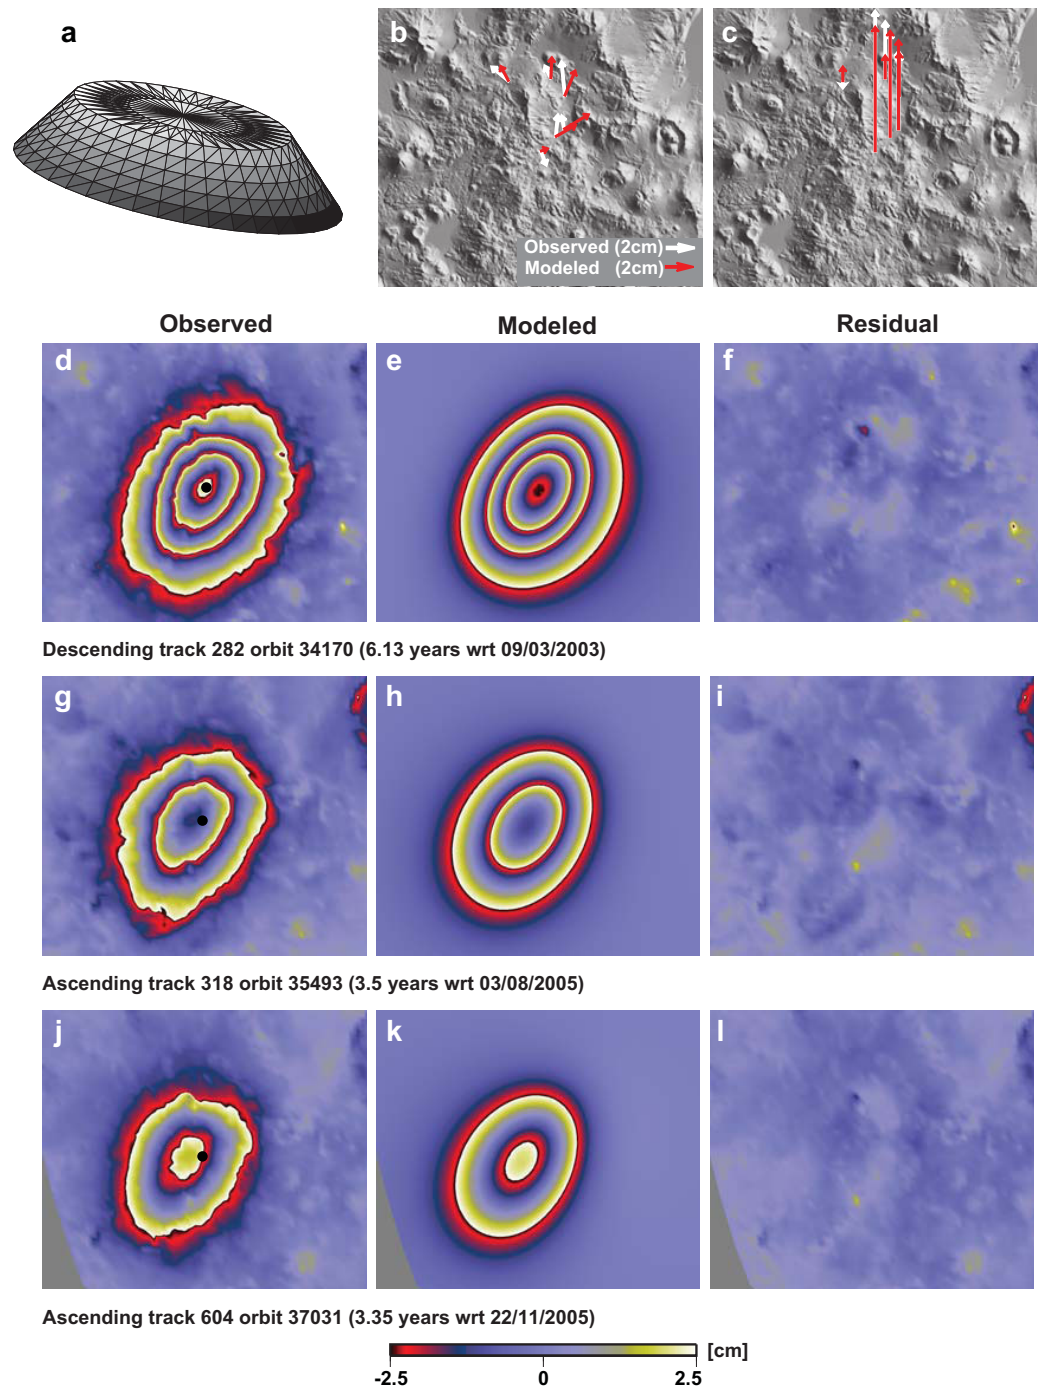 a
b
c
Observed (2cm)
Modeled (2cm)
Observed
Modeled
Residual
d
e
f
Descending track 282 orbit 34170 (6.13 years wrt 09/03/2003)
g
h
i
Ascending track 318 orbit 35493 (3.5 years wrt 03/08/2005)
j
k
l
Ascending track 604 orbit 37031 (3.35 years wrt 22/11/2005)
[cm]
-2.5 0 2.5